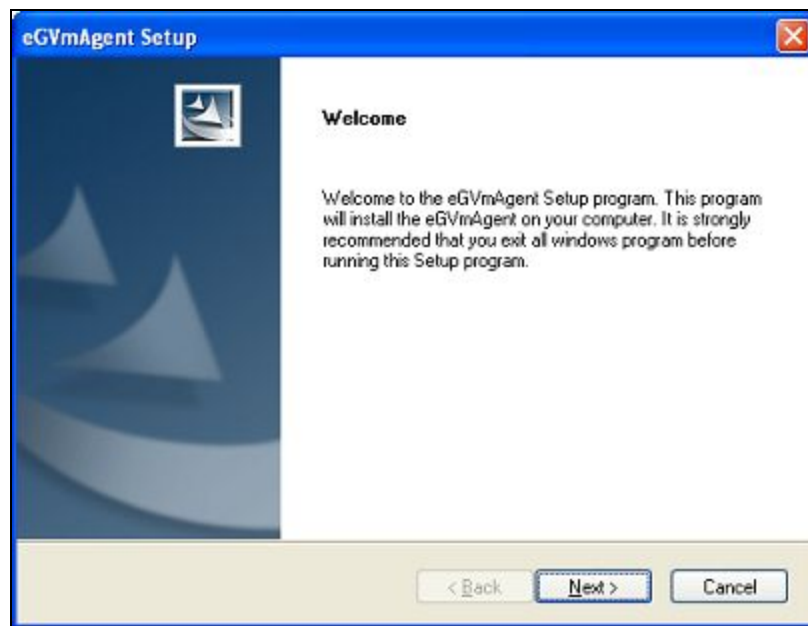 eGVmAgent Setup
Welcome
Welcome to the eGVmAgent Setup program. This program
will install the eGVmAgent on your computer. It is strongly
recommended that you exit all windows program before
running this Setup program.
< Back Next > Cancel